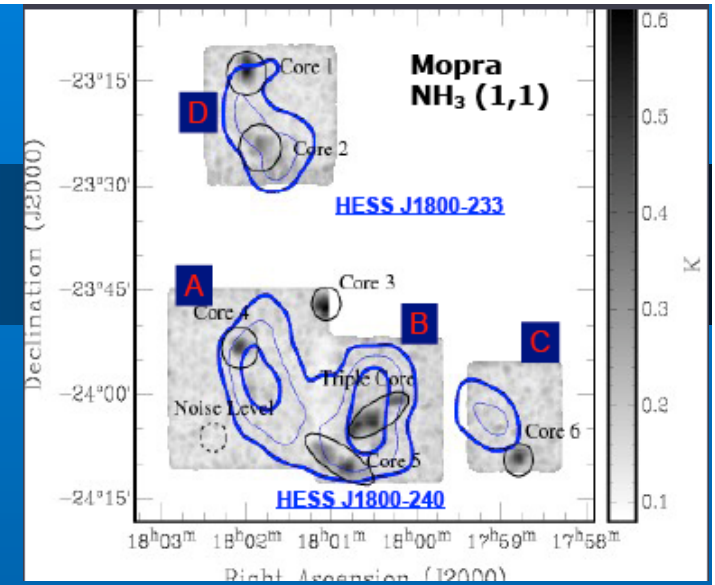 0.6
Core 1
Mopra
NH₃ (1,1)
-23°15'
D
0.5
Core 2
-23°30'
HESS J1800-233
0.4
Declination (J2000)
K
A
-23°45'
Core 3
0.3
Core 4
B
C
Triple Core
-24°00'
Noise Level
0.2
Core 6
Core 5
-24°15'
HESS J1800-240
0.1
18ʰ03ᵐ 18ʰ02ᵐ 18ʰ01ᵐ 18ʰ00ᵐ 17ʰ59ᵐ 17ʰ58ᵐ
Right Ascension (J2000)